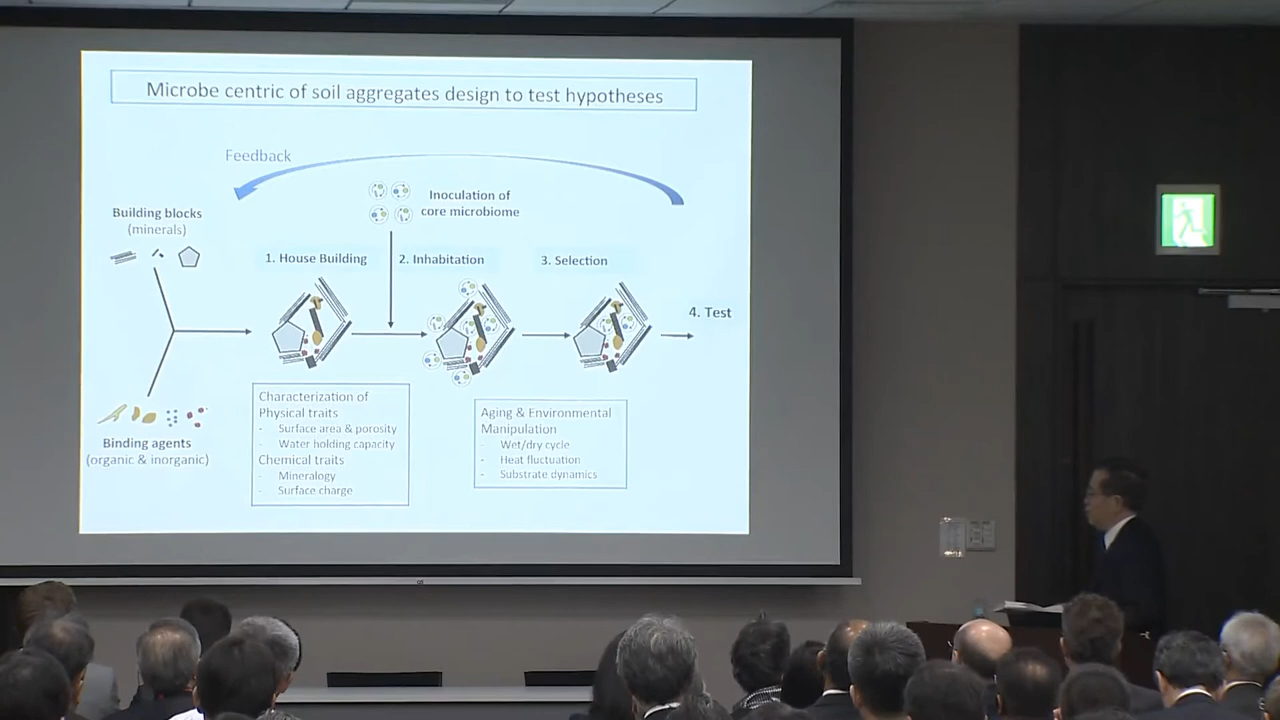 Microbe centric of soil aggregates design to test hypotheses
Feedback
Inoculation of
core microbiome
Building blocks
(minerals)
1. House Building
2. Inhabitation
3. Selection
4. Test
Binding agents
(organic & inorganic)
Characterization of
Physical traits
- Surface area & porosity
- Water holding capacity
Chemical traits
- Mineralogy
- Surface charge
Aging & Environmental
Manipulation
- Wet/dry cycle
- Heat fluctuation
- Substrate dynamics